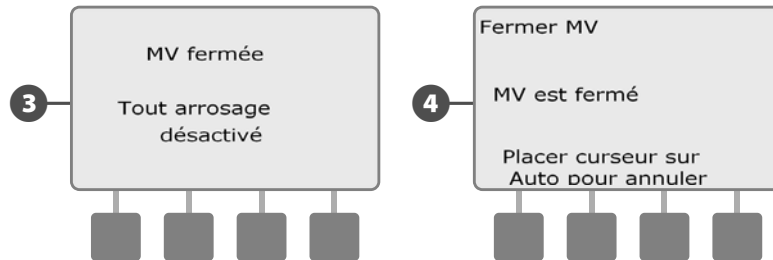 3
MV fermée
Tout arrosage
désactivé
4
Fermer MV
MV est fermé
Placer curseur sur
Auto pour annuler